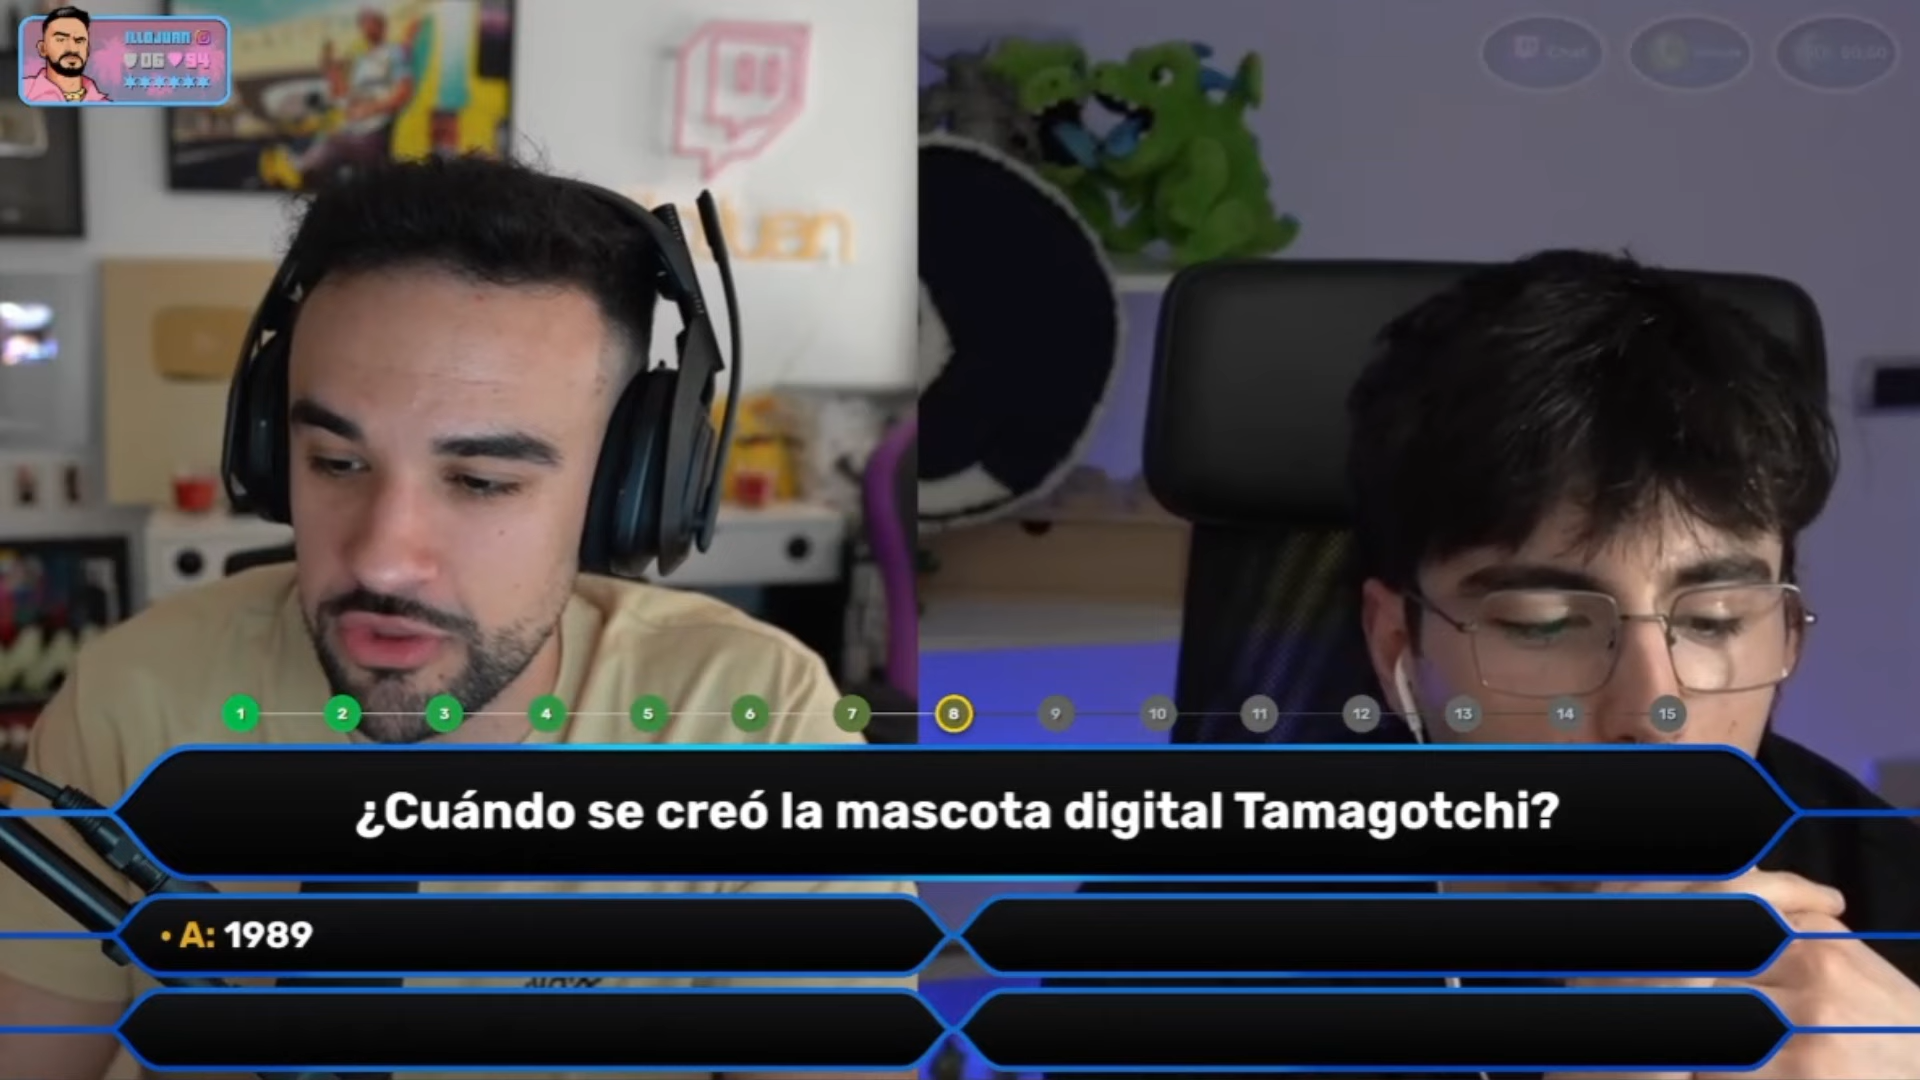 ILLOJUAN
06 94
1 2 3 4 5 6 7 8 9 10 11 12 13 14 15
¿Cuándo se creó la mascota digital Tamagotchi?
• A: 1989